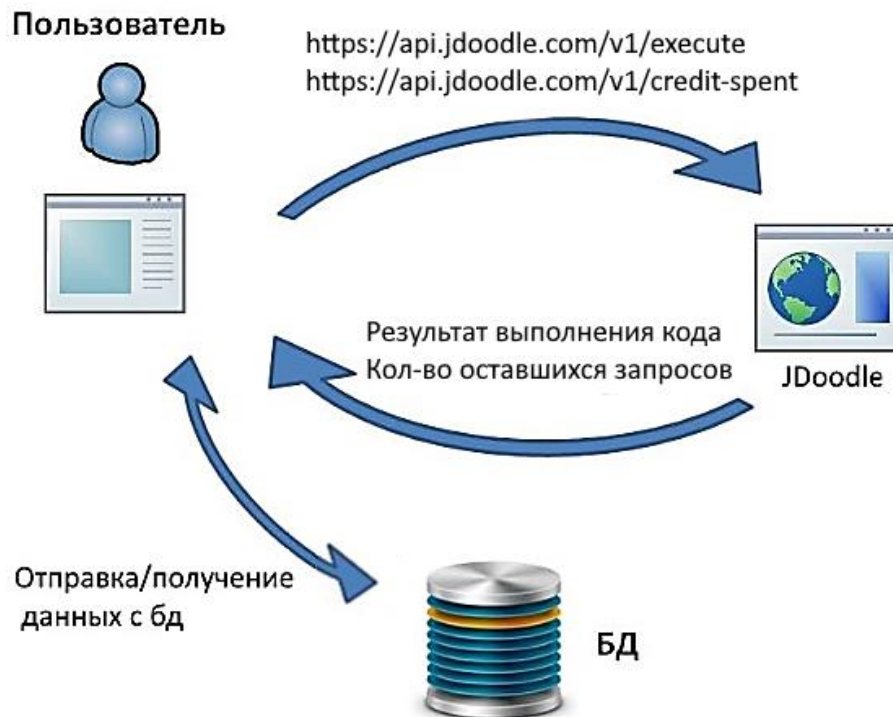 Пользователь
https://api.jdoodle.com/v1/execute
https://api.jdoodle.com/v1/credit-spent
Результат выполнения кода
Кол-во оставшихся запросов
JDoodle
Отправка/получение
данных с бд
БД